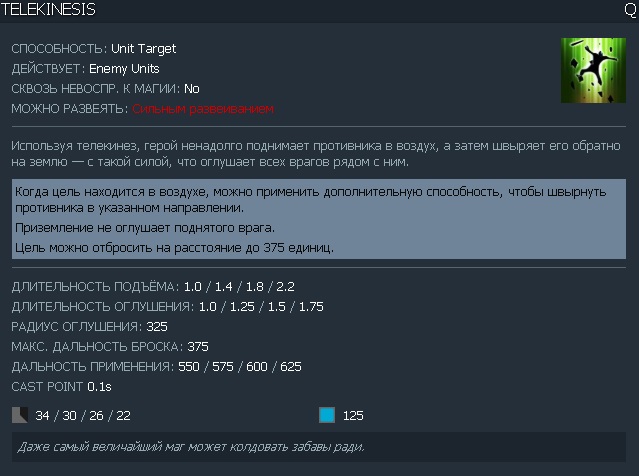 TELEKINESIS Q
СПОСОБНОСТЬ: Unit Target
ДЕЙСТВУЕТ: Enemy Units
СКВОЗЬ НЕВОСПР. К МАГИИ: No
МОЖНО РАЗВЕЯТЬ: Сильным развеиванием
Используя телекинез, герой ненадолго поднимает противника в воздух, а затем швыряет его обратно
на землю — с такой силой, что оглушает всех врагов рядом с ним.
Когда цель находится в воздухе, можно применить дополнительную способность, чтобы швырнуть
противника в указанном направлении.
Приземление не оглушает поднятого врага.
Цель можно отбросить на расстояние до 375 единиц.
ДЛИТЕЛЬНОСТЬ ПОДЪЁМА: 1.0 / 1.4 / 1.8 / 2.2
ДЛИТЕЛЬНОСТЬ ОГЛУШЕНИЯ: 1.0 / 1.25 / 1.5 / 1.75
РАДИУС ОГЛУШЕНИЯ: 325
МАКС. ДАЛЬНОСТЬ БРОСКА: 375
ДАЛЬНОСТЬ ПРИМЕНЕНИЯ: 550 / 575 / 600 / 625
CAST POINT 0.1s
34 / 30 / 26 / 22 125
Даже самый величайший маг может колдовать забавы ради.